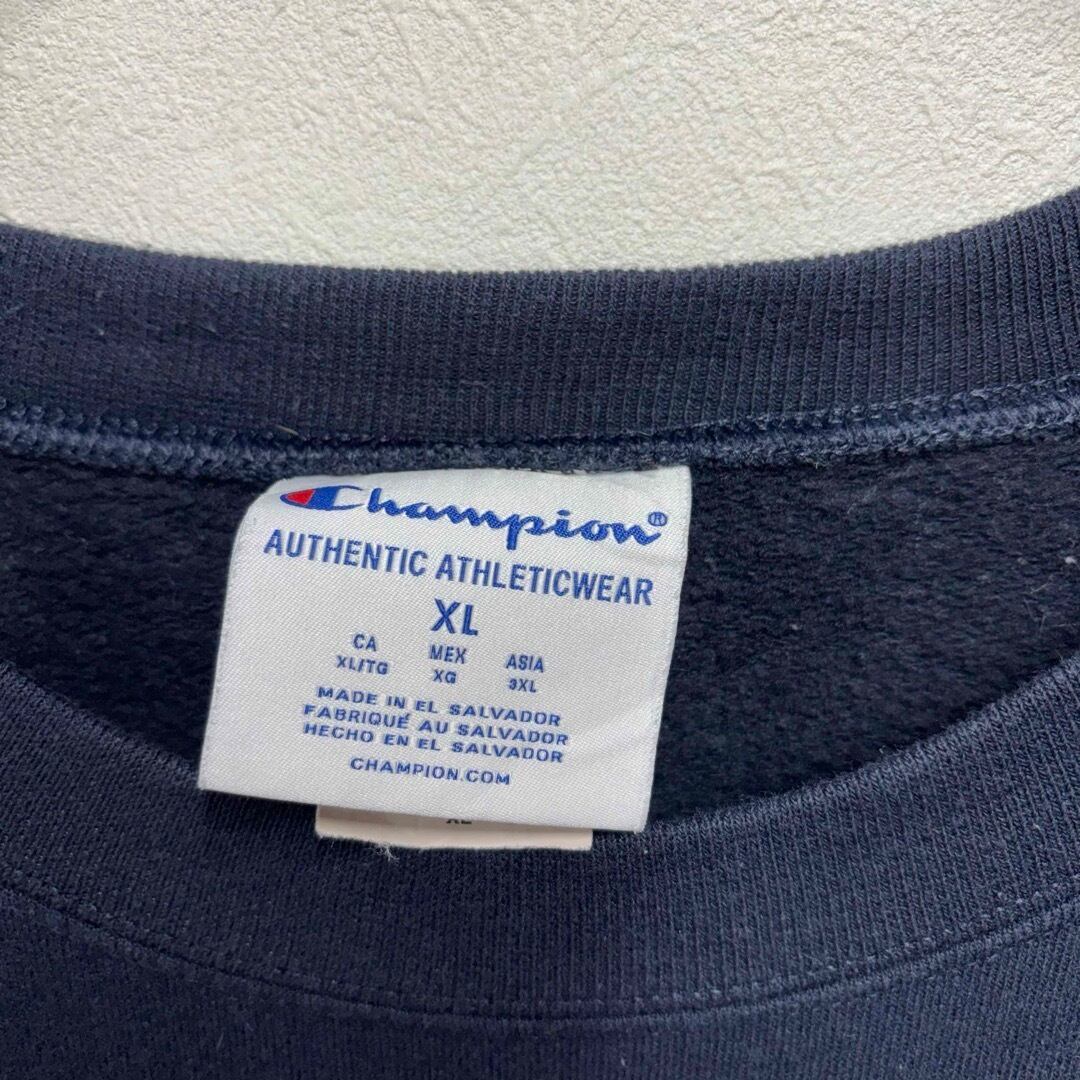 Champion®
AUTHENTIC ATHLETICWEAR
XL
CA MEX ASIA
XL/TG XG 3XL
MADE IN EL SALVADOR
FABRIQUÉ AU SALVADOR
HECHO EN EL SALVADOR
CHAMPION.COM